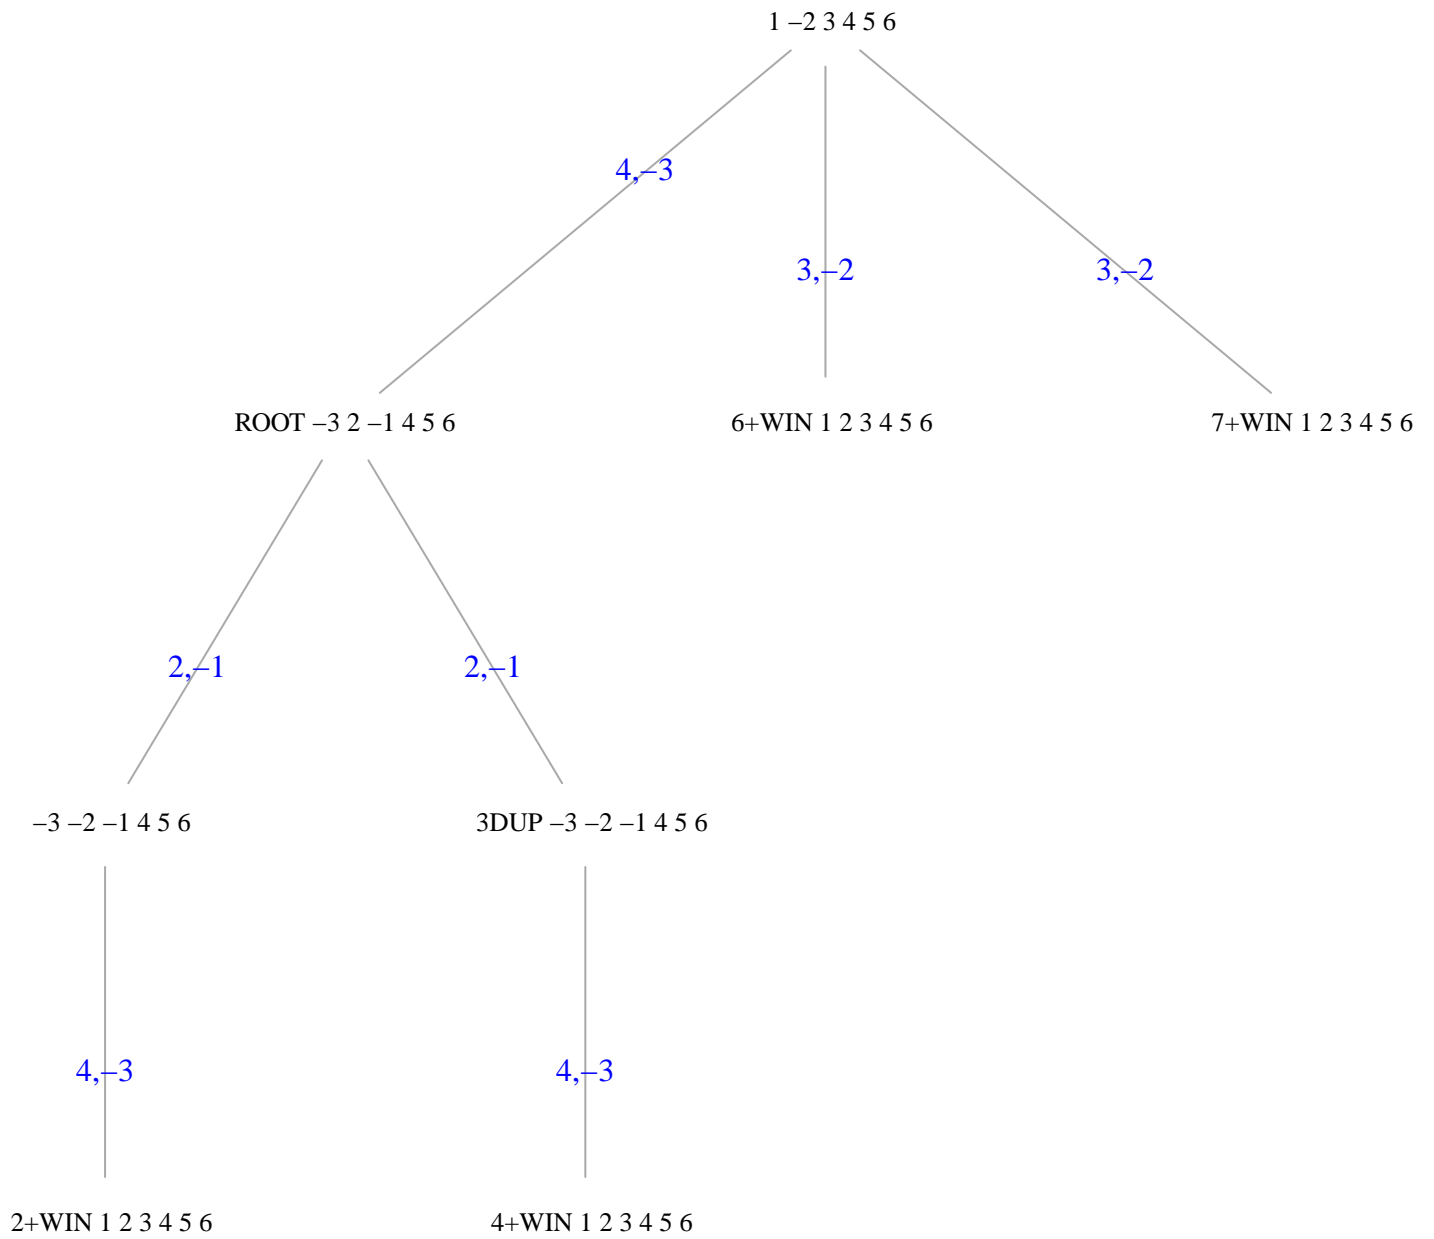 1 –2 3 4 5 6
4,–3
3,–2
3,–2
ROOT –3 2 –1 4 5 6
6+WIN 1 2 3 4 5 6
7+WIN 1 2 3 4 5 6
2,–1
2,–1
–3 –2 –1 4 5 6
3DUP –3 –2 –1 4 5 6
4,–3
4,–3
2+WIN 1 2 3 4 5 6
4+WIN 1 2 3 4 5 6